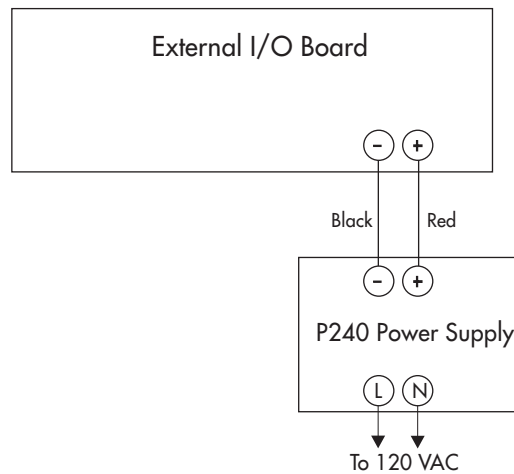 External I/O Board
- +
Black Red
- +
P240 Power Supply
L N
To 120 VAC